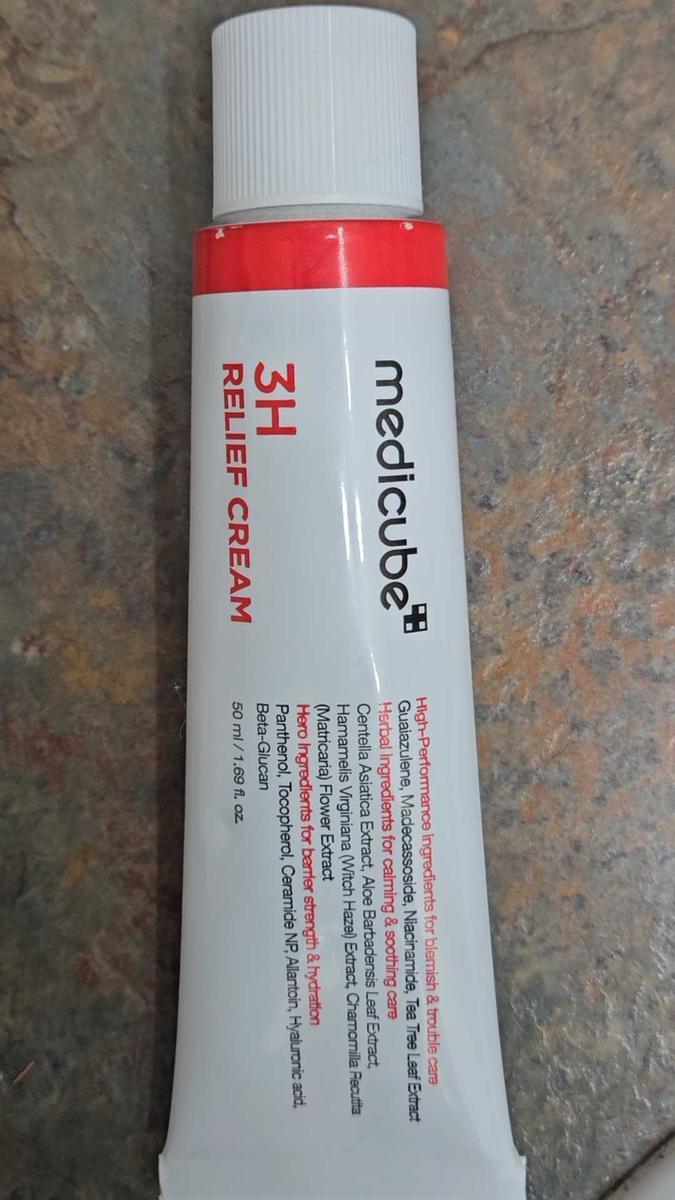 medicube
3H
RELIEF CREAM
High-Performance Ingredients for blemish & trouble care
Guaiazulene, Madecassoside, Niacinamide, Tea Tree Leaf Extract
Herbal Ingredients for calming & soothing care
Centella Asiatica Extract, Aloe Barbadensis Leaf Extract,
Hamamelis Virginiana (Witch Hazel) Extract, Chamomilla Recutita
(Matricaria) Flower Extract
Hero Ingredients for barrier strength & hydration
Panthenol, Tocopherol, Ceramide NP, Allantoin, Hyaluronic acid,
Beta-Glucan
50 ml / 1.69 fl. oz.